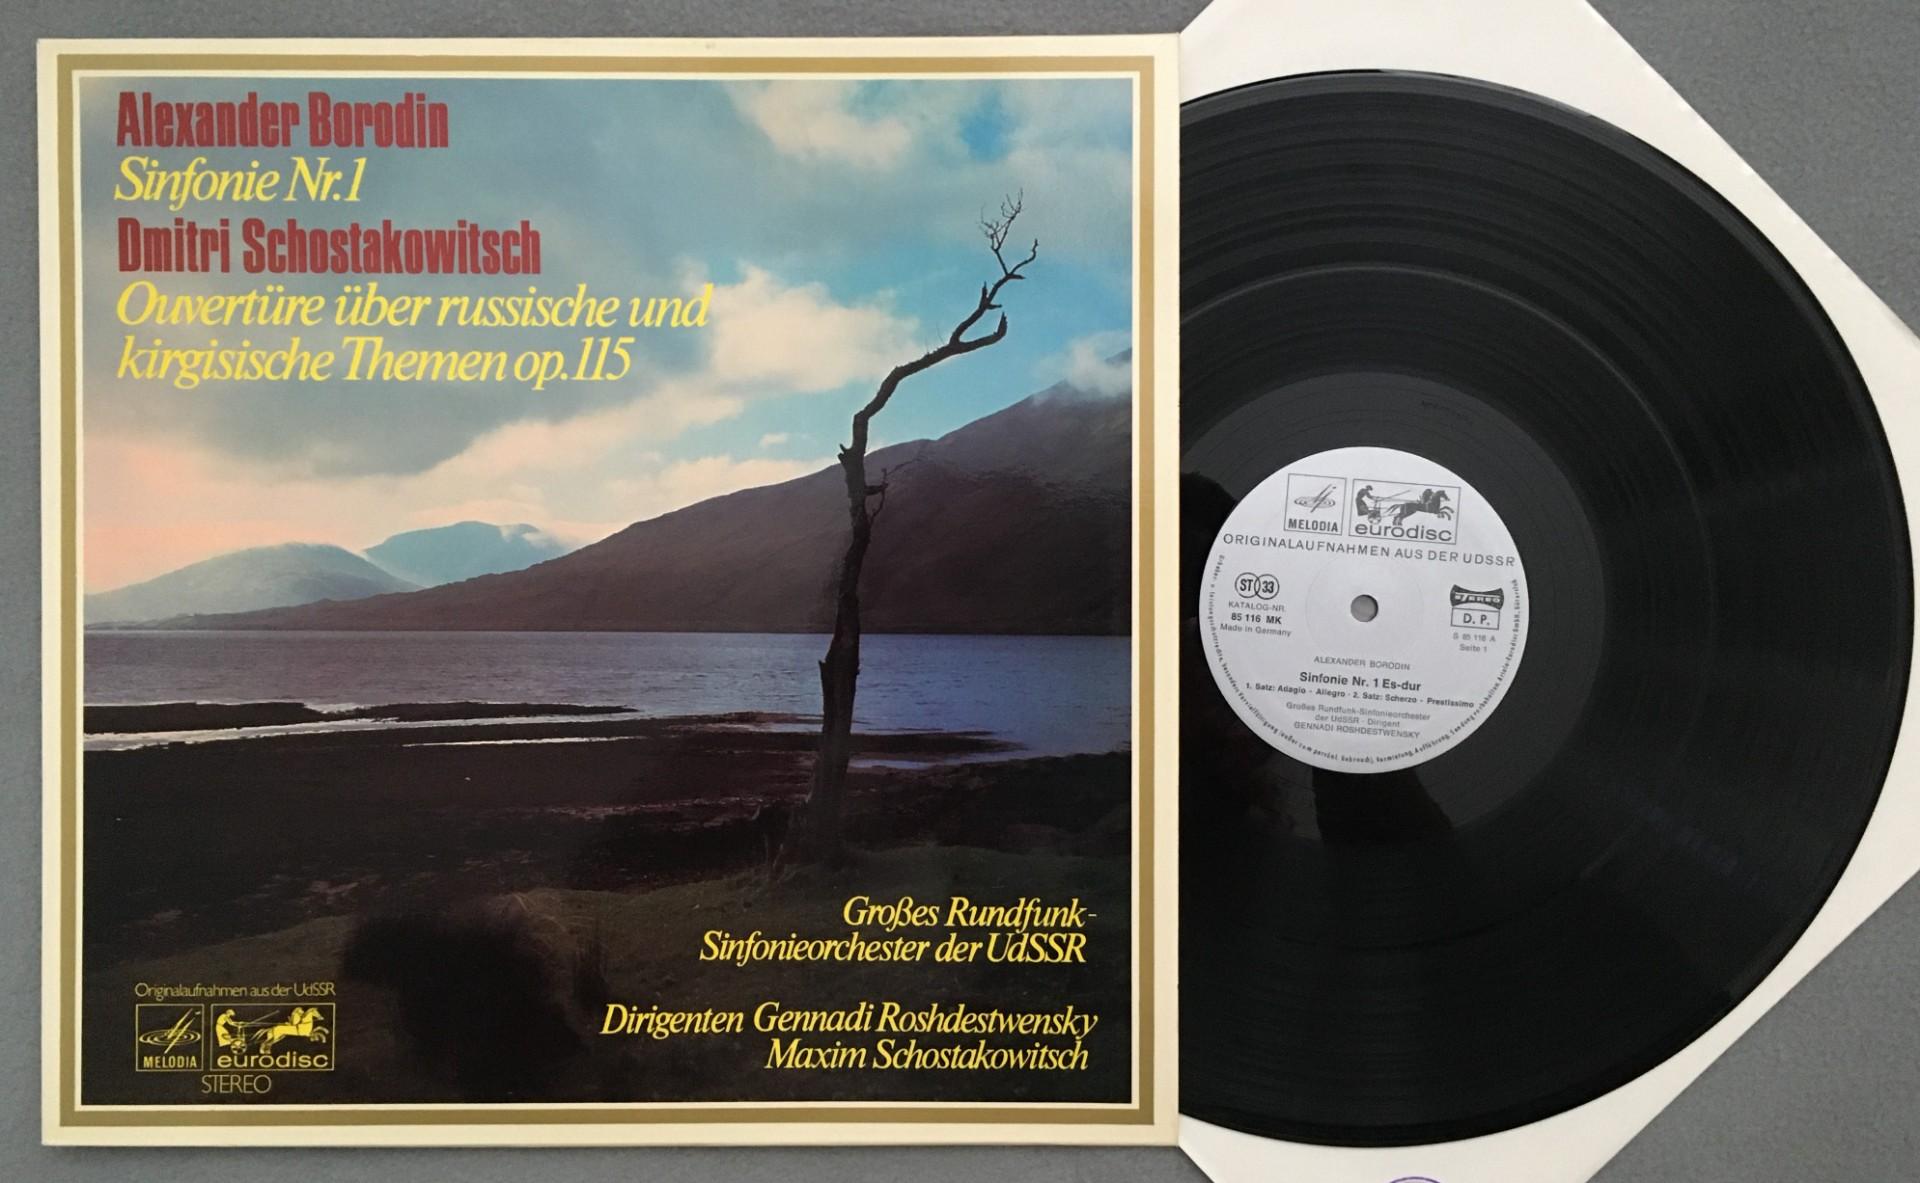 Alexander Borodin
Sinfonie Nr.1
Dmitri Schostakowitsch
Ouvertüre über russische und
kirgisische Themen op.115
Großes Rundfunk-
Sinfonieorchester der UdSSR
Dirigenten Gennadi Roshdestwensky
Maxim Schostakowitsch
Originalaufnahmen aus der UdSSR
MELODIA eurodisc
STEREO
MELODIA eurodisc
ORIGINALAUFNAHMEN AUS DER UDSSR
ST 33
KATALOG-NR.
85 116 MK
Made in Germany
STEREO
D. P.
S 85 116 A
Seite 1
ALEXANDER BORODIN
Sinfonie Nr. 1 Es-dur
1. Satz: Adagio - Allegro - 2. Satz: Scherzo - Prestissimo
Großes Rundfunk-Sinfonieorchester
der UdSSR - Dirigent
GENNADI ROSHDESTWENSKY